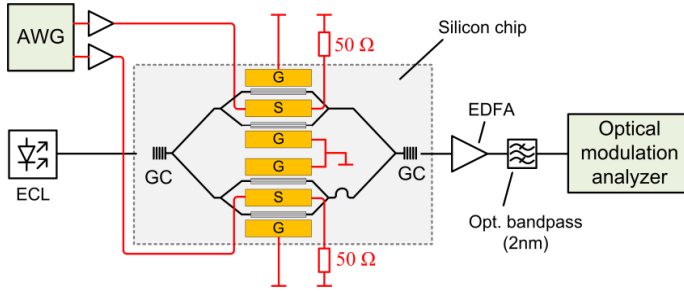 AWG
50 Ω
Silicon chip
G
S
G
G
S
G
GC
GC
ECL
EDFA
Opt. bandpass
(2nm)
Optical
modulation
analyzer
50 Ω